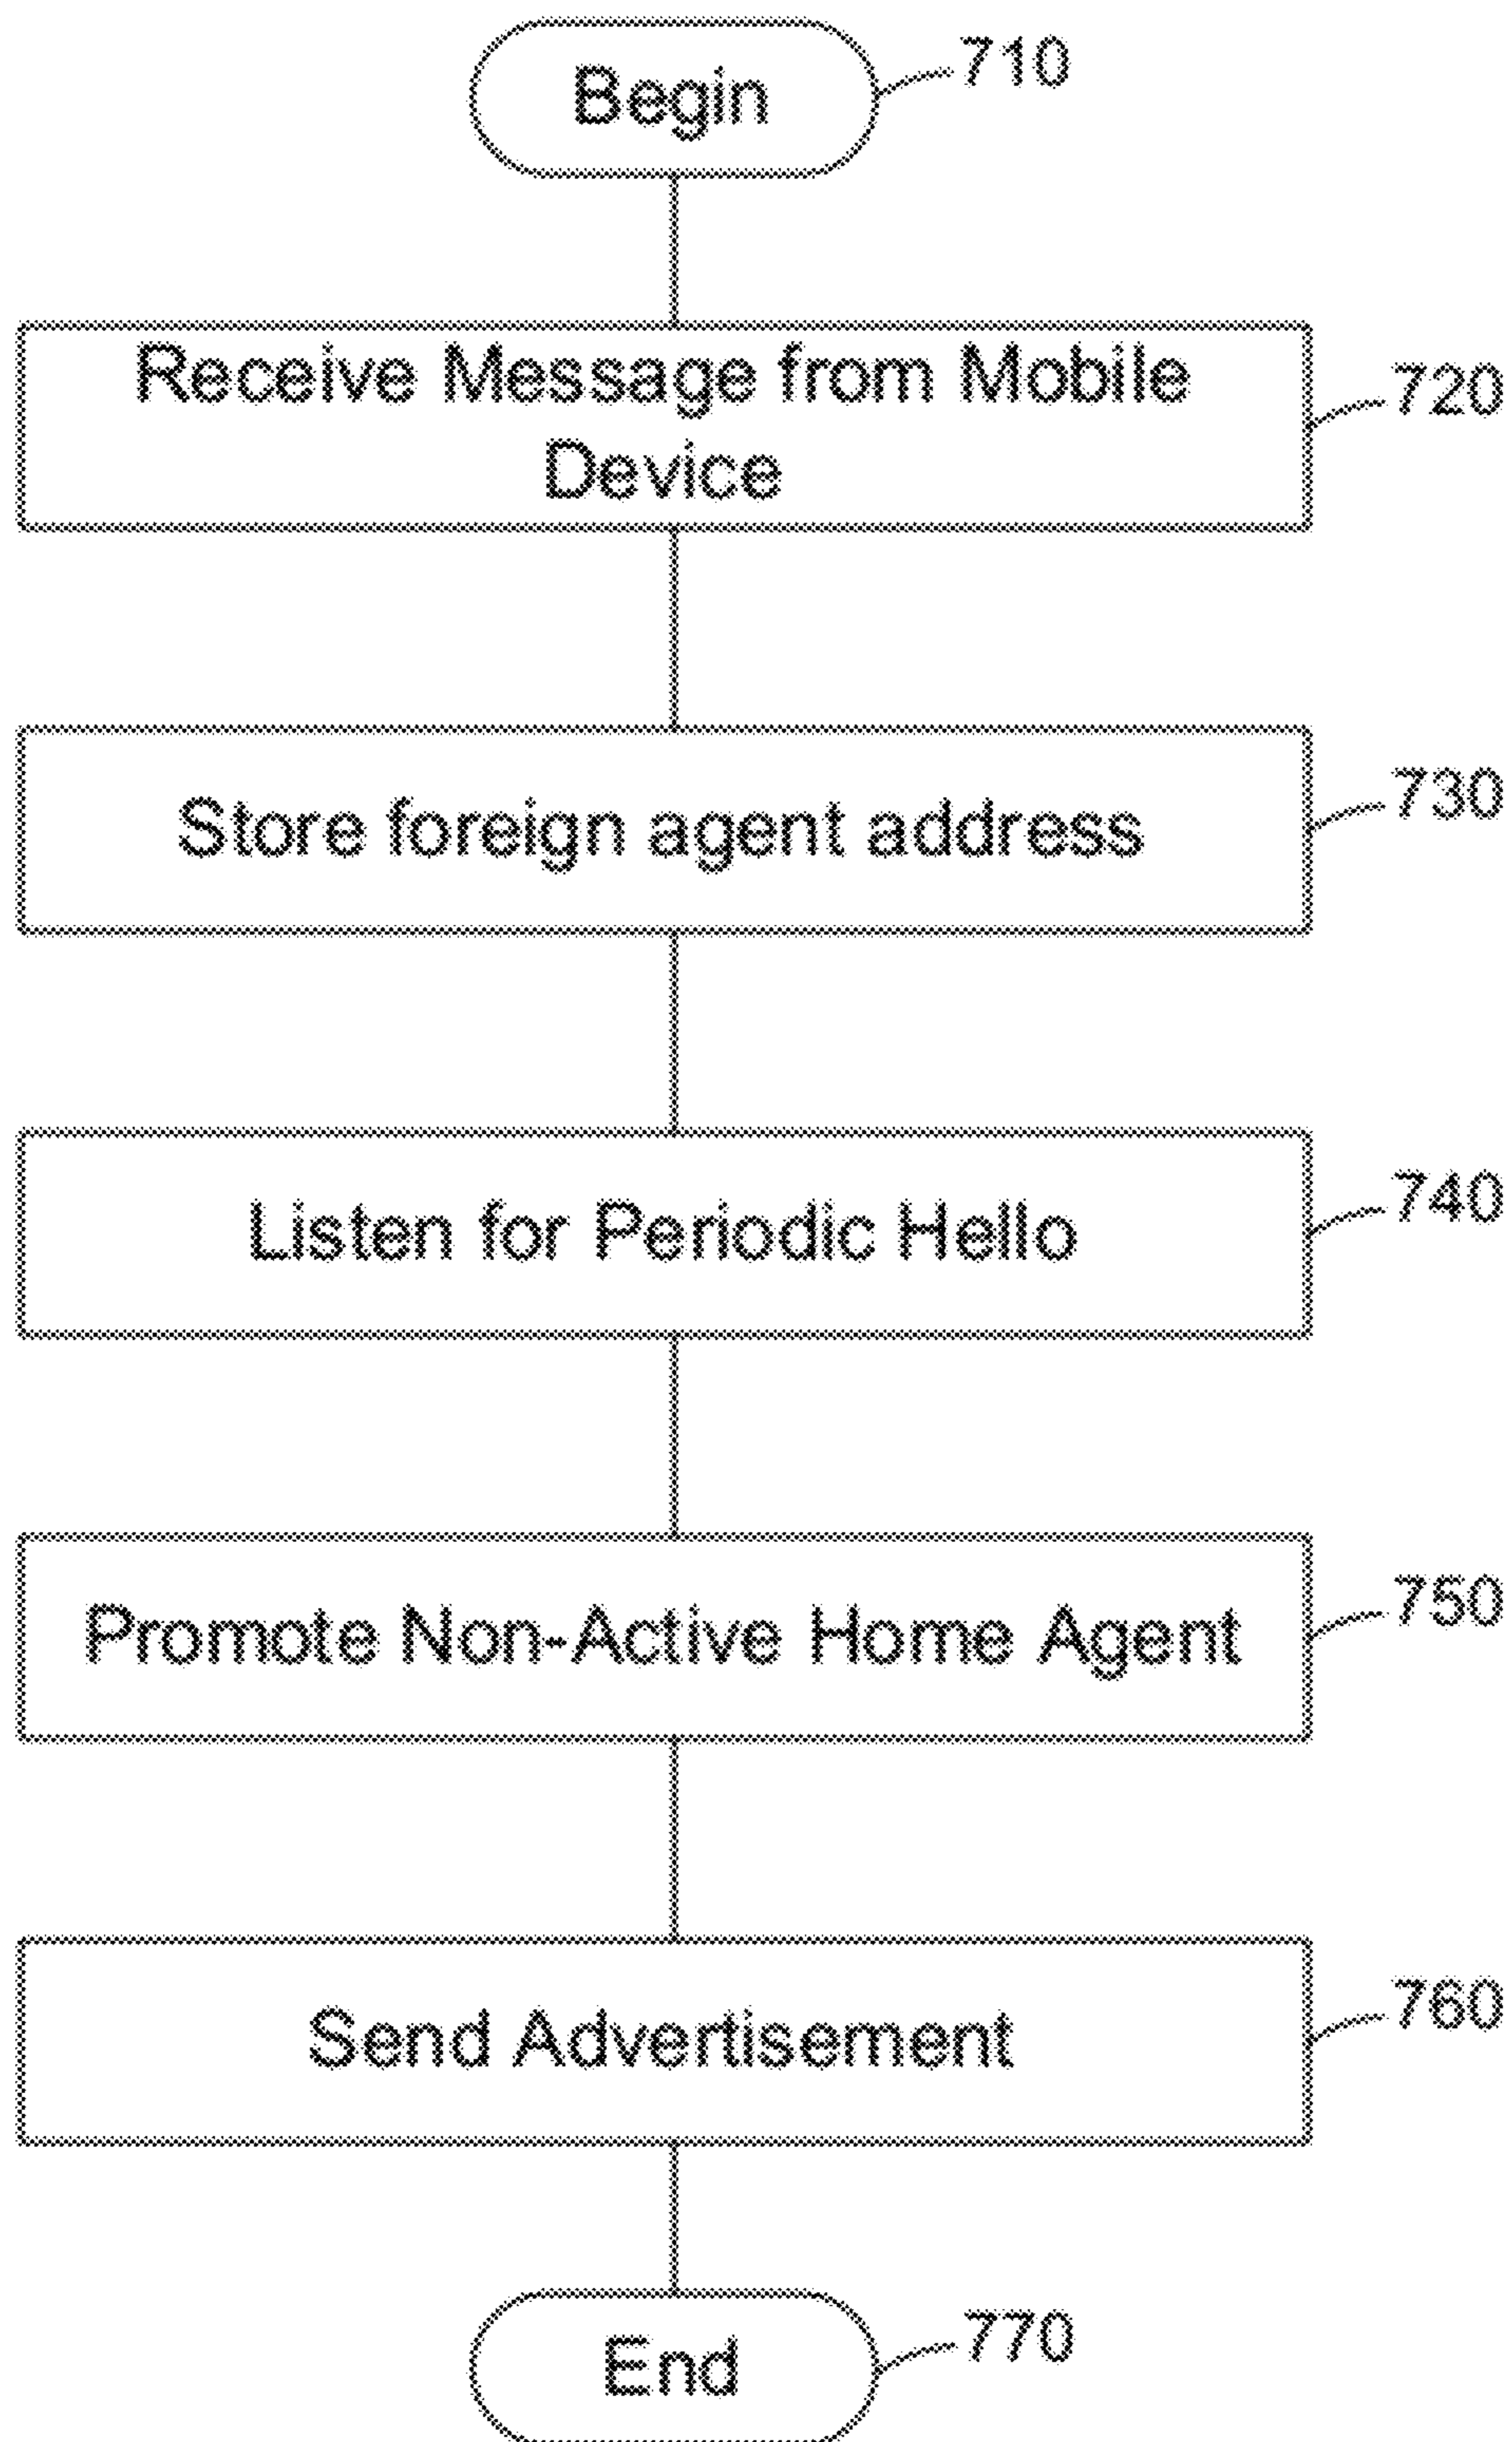 Begin
710
Receive Message from Mobile
Device
720
Store foreign agent address
730
Listen for Periodic Hello
740
Promote Non-Active Home Agent
750
Send Advertisement
760
End
770